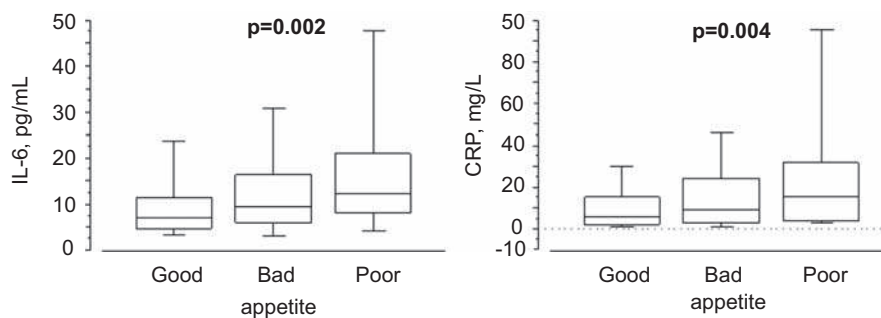 p=0.002
IL-6, pg/mL
50
40
30
20
10
0
Good
Bad
Poor
appetite
p=0.004
CRP, mg/L
50
80
60
40
20
0
-10
Good
Bad
Poor
appetite